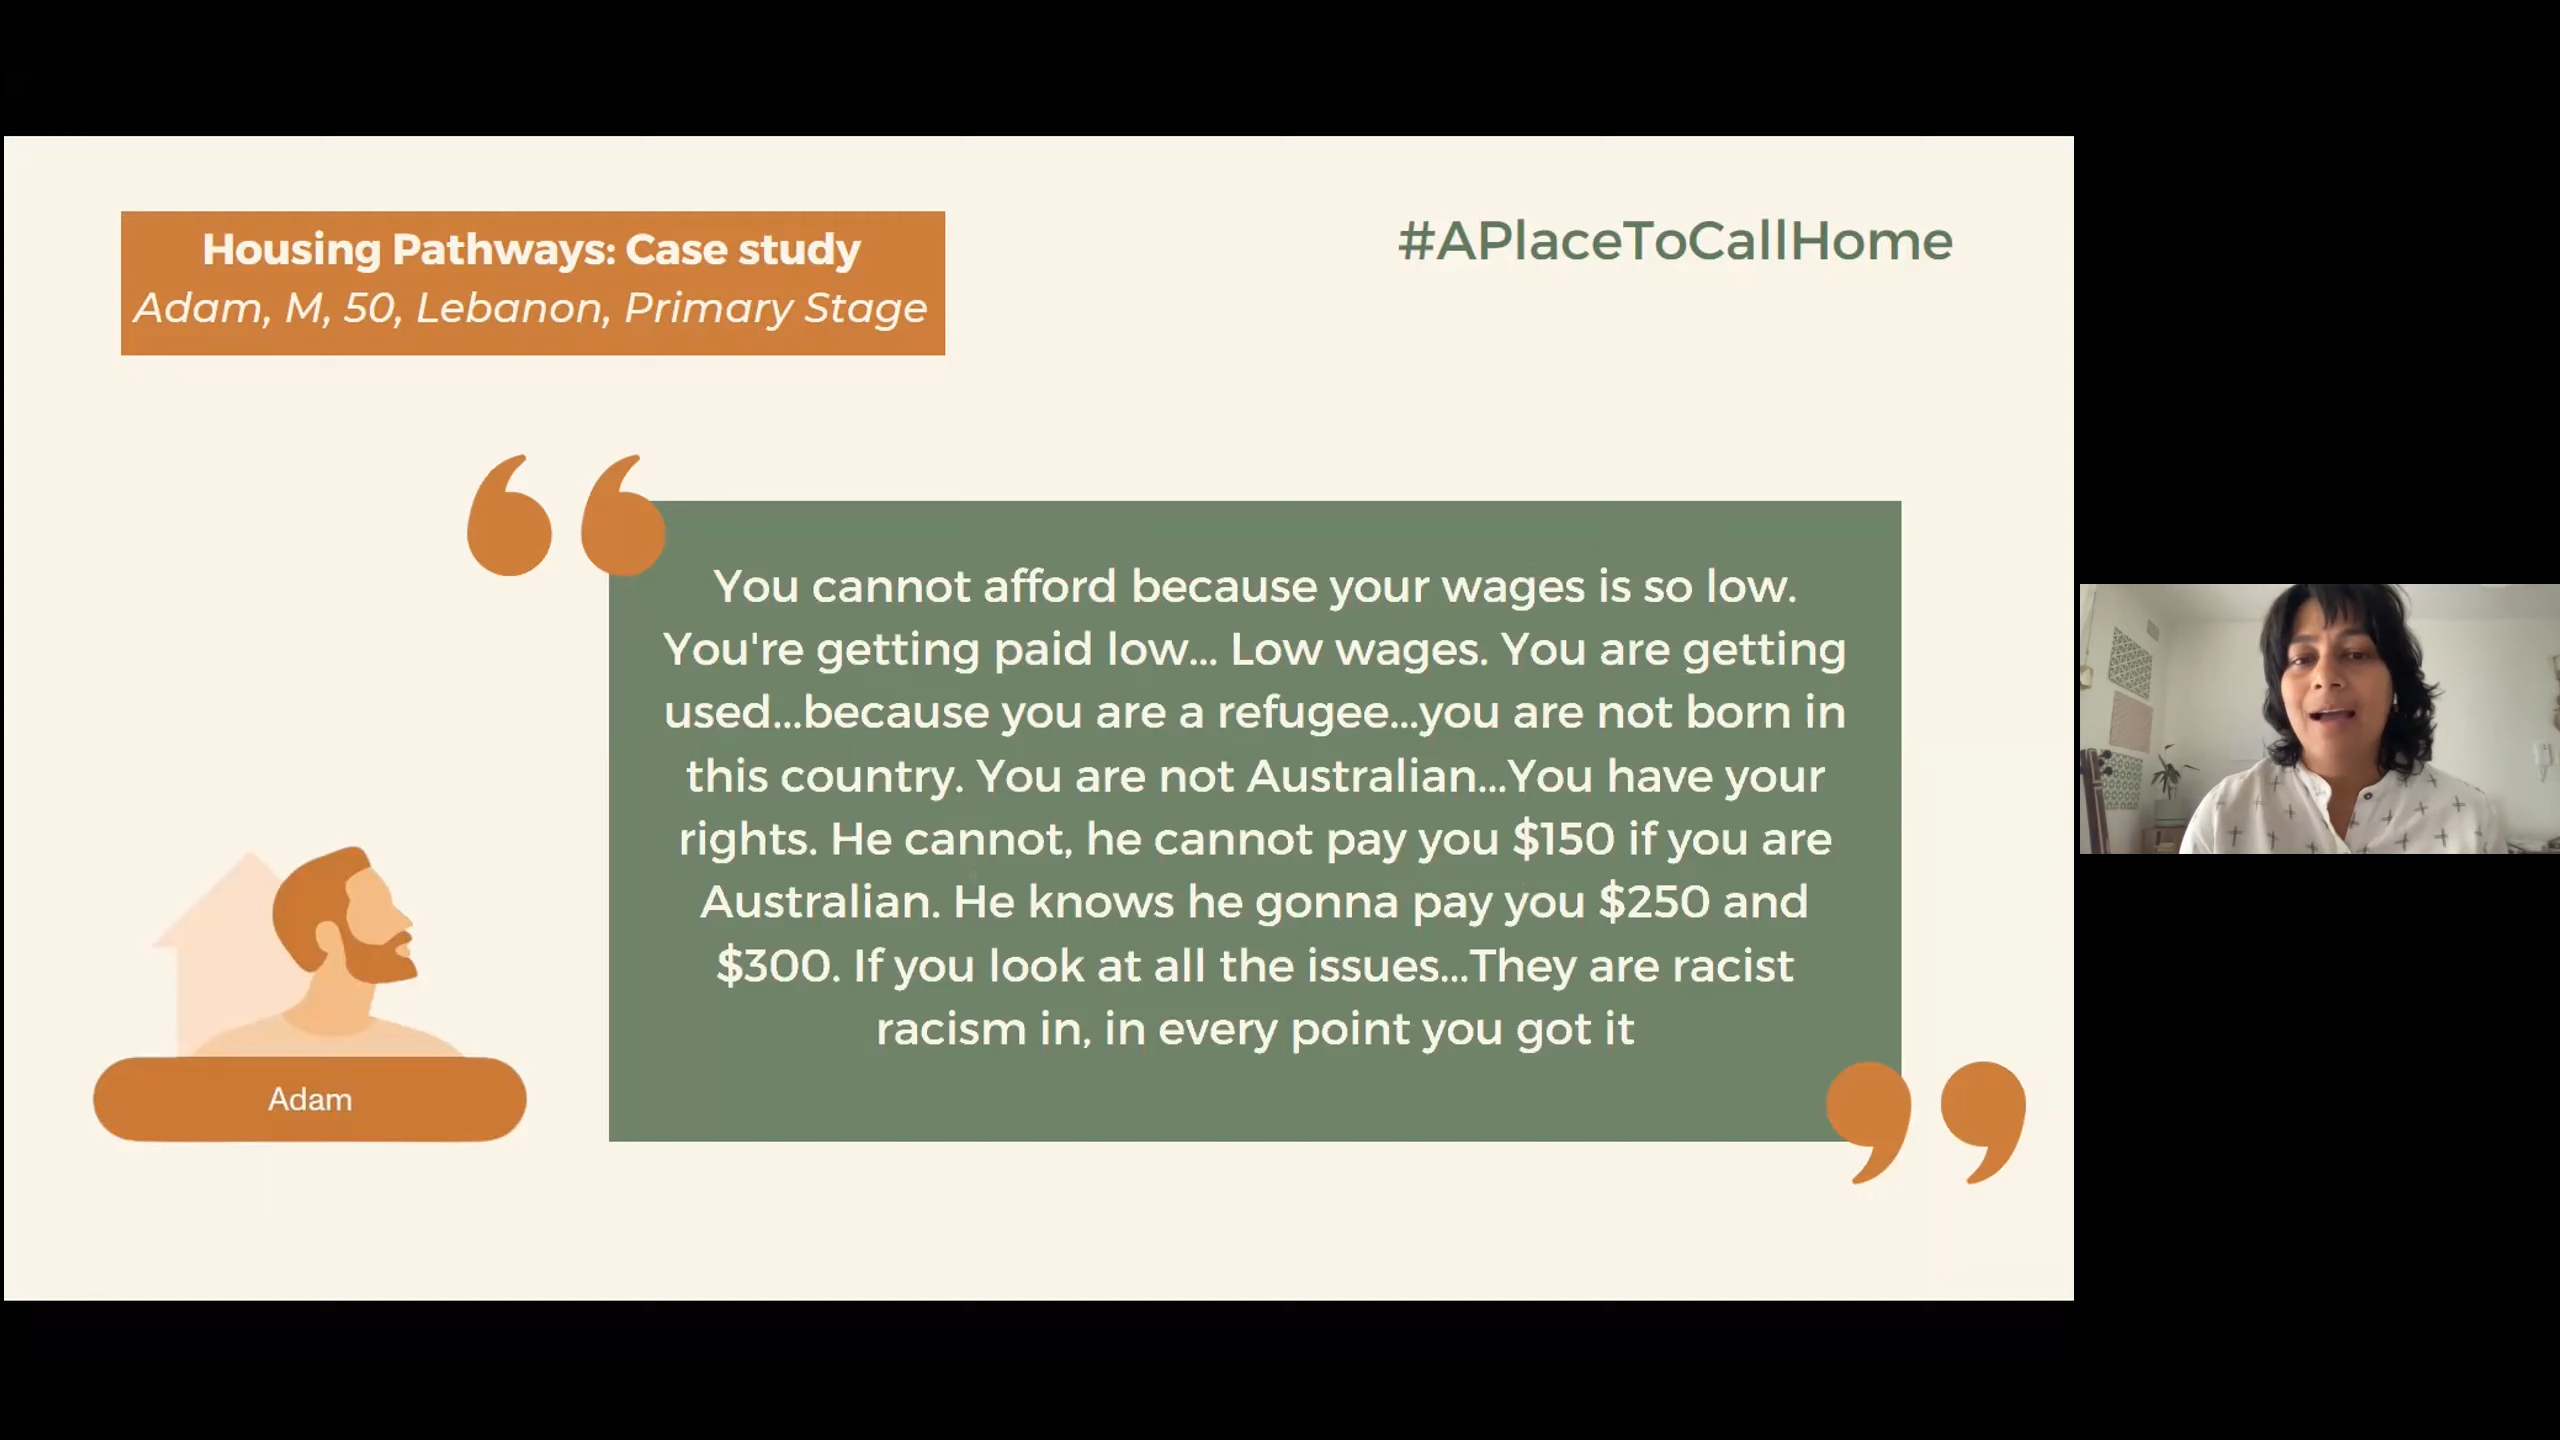 Housing Pathways: Case study
Adam, M, 50, Lebanon, Primary Stage
#APlaceToCallHome
You cannot afford because your wages is so low.
You're getting paid low... Low wages. You are getting
used...because you are a refugee...you are not born in
this country. You are not Australian...You have your
rights. He cannot, he cannot pay you $150 if you are
Australian. He knows he gonna pay you $250 and
$300. If you look at all the issues...They are racist
racism in, in every point you got it
Adam